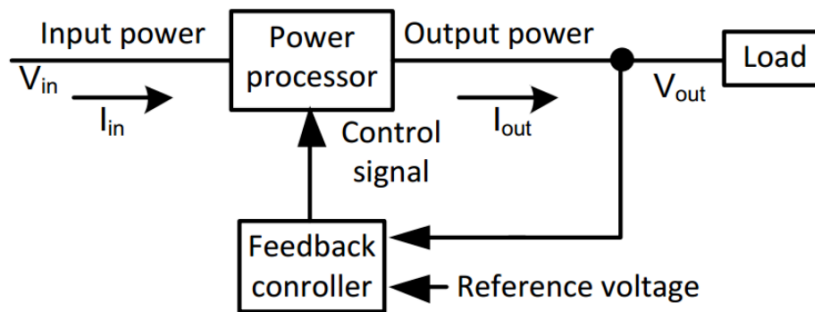 Input power
Power
processor
Output power
Load
Vin
Iin
Iout
Vout
Control
signal
Feedback
conroller
Reference voltage